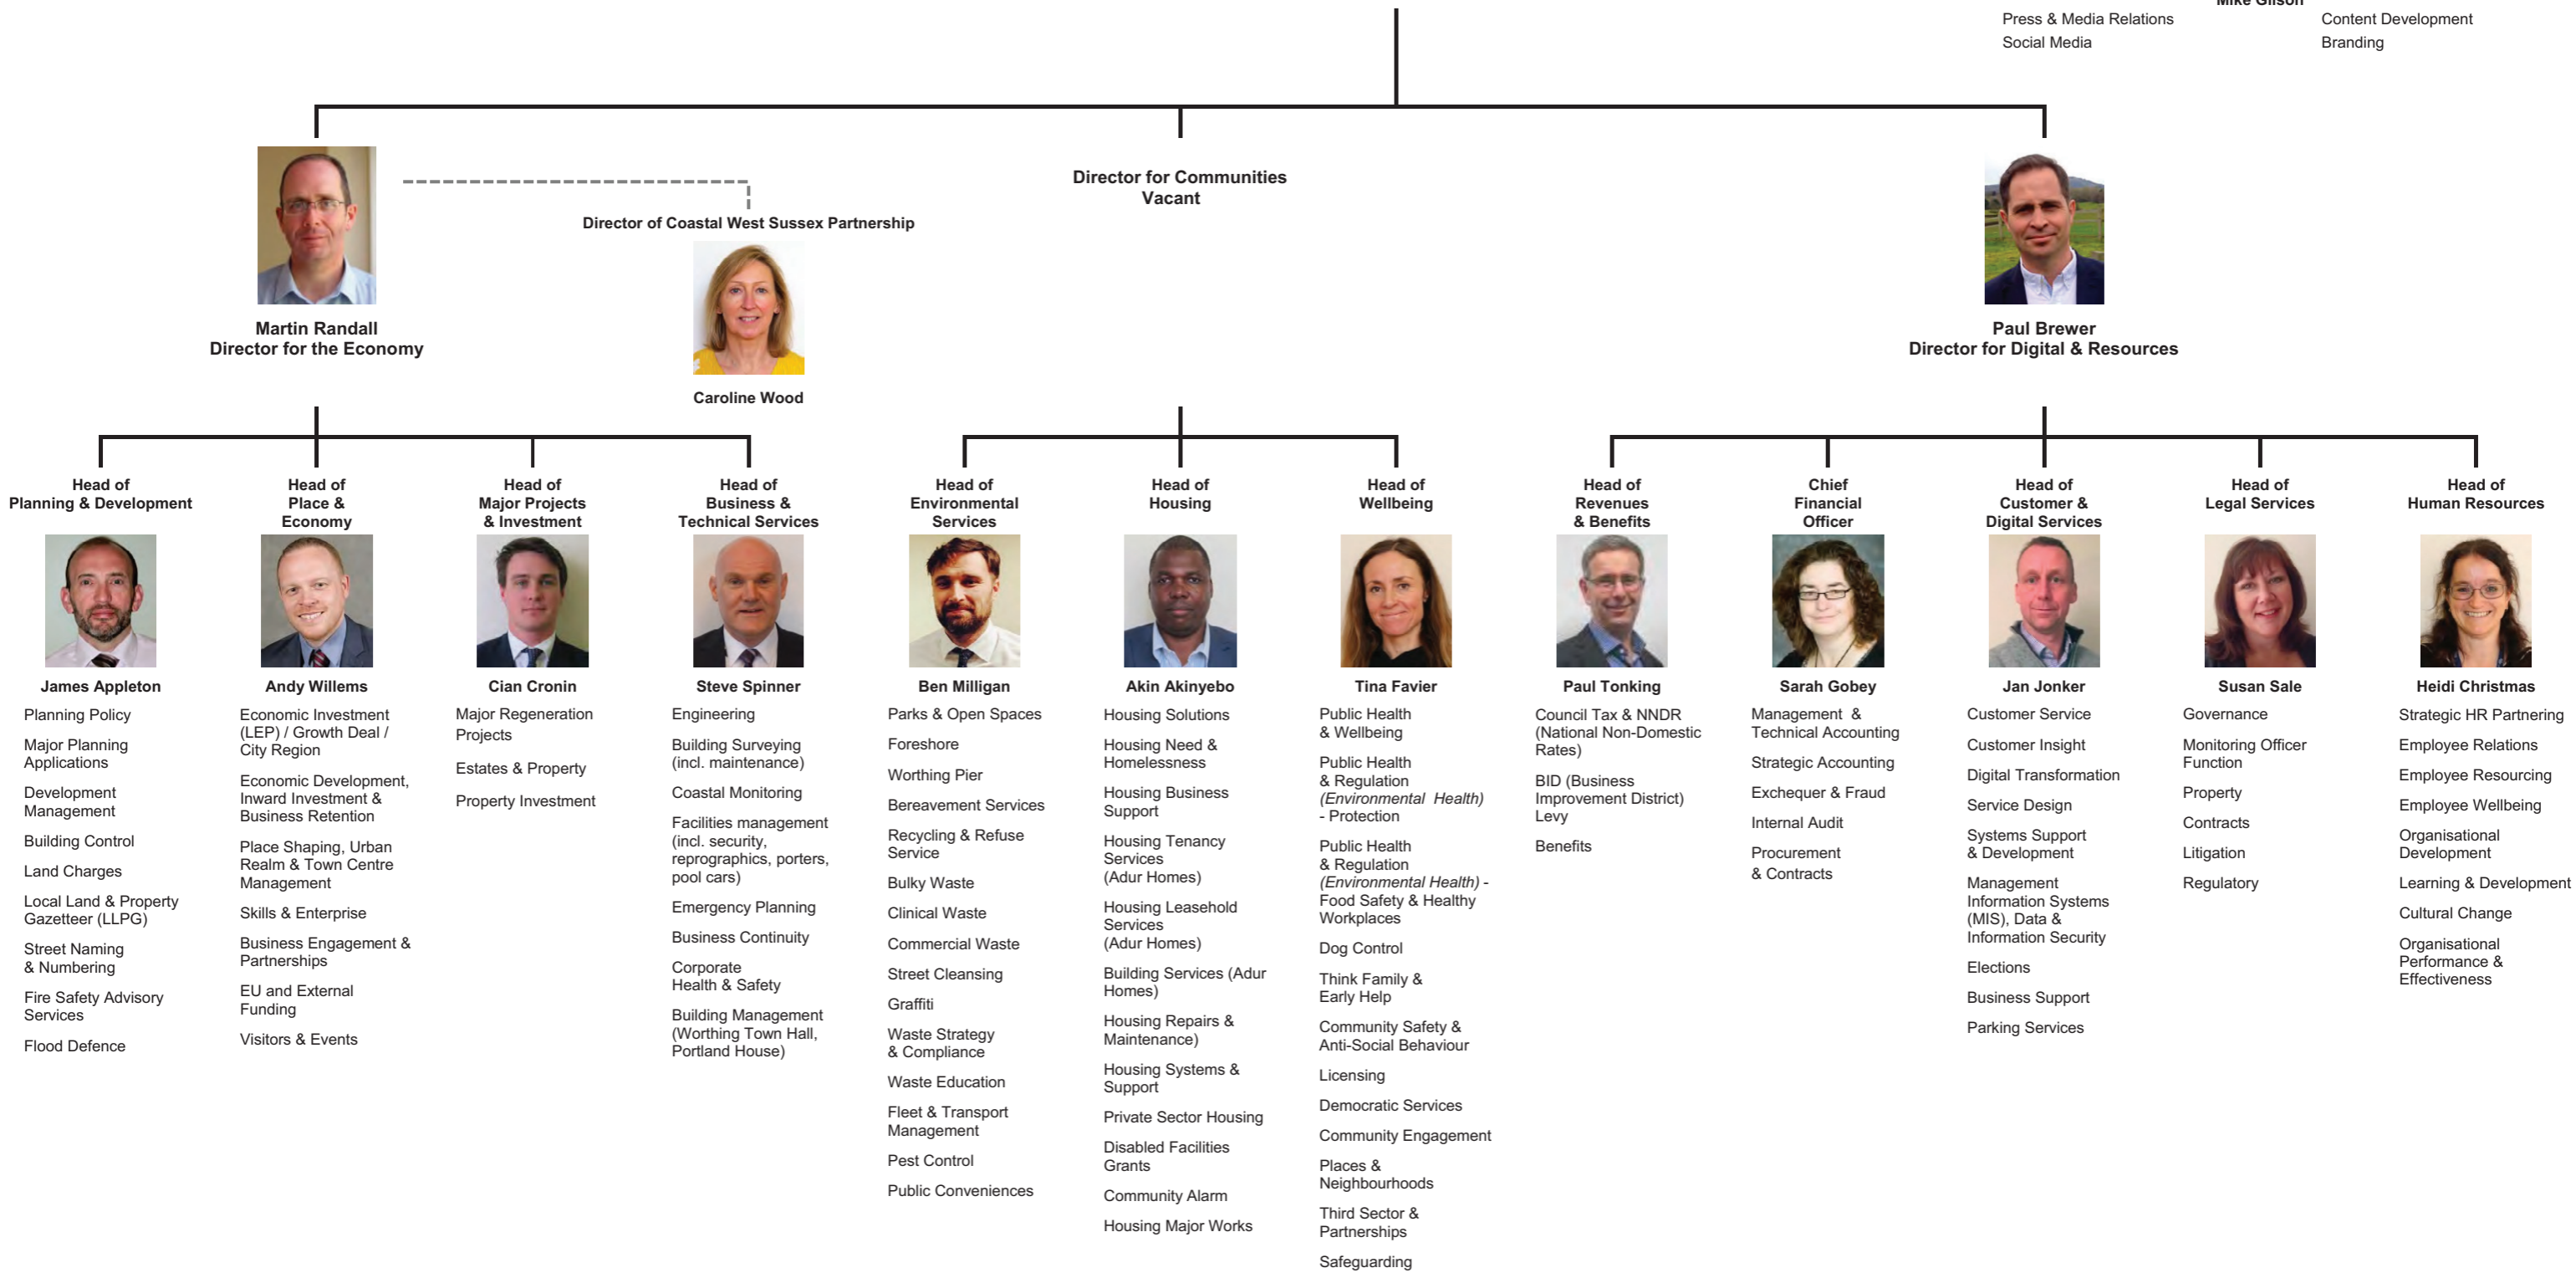 Mike Gilson
Press & Media Relations
Content Development
Social Media
Branding
Director for Communities
Vacant
Director of Coastal West Sussex Partnership
Martin Randall
Director for the Economy
Caroline Wood
Paul Brewer
Director for Digital & Resources
Head of
Planning & Development
James Appleton
Planning Policy
Major Planning
Applications
Development
Management
Building Control
Land Charges
Local Land & Property
Gazetteer (LLPG)
Street Naming
& Numbering
Fire Safety Advisory
Services
Flood Defence
Head of
Place &
Economy
Andy Willems
Economic Investment
(LEP) / Growth Deal /
City Region
Economic Development,
Inward Investment &
Business Retention
Place Shaping, Urban
Realm & Town Centre
Management
Skills & Enterprise
Business Engagement &
Partnerships
EU and External
Funding
Visitors & Events
Head of
Major Projects
& Investment
Cian Cronin
Major Regeneration
Projects
Estates & Property
Property Investment
Head of
Business &
Technical Services
Steve Spinner
Engineering
Building Surveying
(incl. maintenance)
Coastal Monitoring
Facilities management
(incl. security,
reprographics, porters,
pool cars)
Emergency Planning
Business Continuity
Corporate
Health & Safety
Building Management
(Worthing Town Hall,
Portland House)
Head of
Environmental
Services
Ben Milligan
Parks & Open Spaces
Foreshore
Worthing Pier
Bereavement Services
Recycling & Refuse
Service
Bulky Waste
Clinical Waste
Commercial Waste
Street Cleansing
Graffiti
Waste Strategy
& Compliance
Waste Education
Fleet & Transport
Management
Pest Control
Public Conveniences
Head of
Housing
Akin Akinyebo
Housing Solutions
Housing Need &
Homelessness
Housing Business
Support
Housing Tenancy
Services
(Adur Homes)
Housing Leasehold
Services
(Adur Homes)
Building Services (Adur
Homes)
Housing Repairs &
Maintenance)
Housing Systems &
Support
Private Sector Housing
Disabled Facilities
Grants
Community Alarm
Housing Major Works
Head of
Wellbeing
Tina Favier
Public Health
& Wellbeing
Public Health
& Regulation
(Environmental Health)
- Protection
Public Health
& Regulation
(Environmental Health) -
Food Safety & Healthy
Workplaces
Dog Control
Think Family &
Early Help
Community Safety &
Anti-Social Behaviour
Licensing
Democratic Services
Community Engagement
Places &
Neighbourhoods
Third Sector &
Partnerships
Safeguarding
Head of
Revenues
& Benefits
Paul Tonking
Council Tax & NNDR
(National Non-Domestic
Rates)
BID (Business
Improvement District)
Levy
Benefits
Chief
Financial
Officer
Sarah Gobey
Management &
Technical Accounting
Strategic Accounting
Exchequer & Fraud
Internal Audit
Procurement
& Contracts
Head of
Customer &
Digital Services
Jan Jonker
Customer Service
Customer Insight
Digital Transformation
Service Design
Systems Support
& Development
Management
Information Systems
(MIS), Data &
Information Security
Elections
Business Support
Parking Services
Head of
Legal Services
Susan Sale
Governance
Monitoring Officer
Function
Property
Contracts
Litigation
Regulatory
Head of
Human Resources
Heidi Christmas
Strategic HR Partnering
Employee Relations
Employee Resourcing
Employee Wellbeing
Organisational
Development
Learning & Development
Cultural Change
Organisational
Performance &
Effectiveness